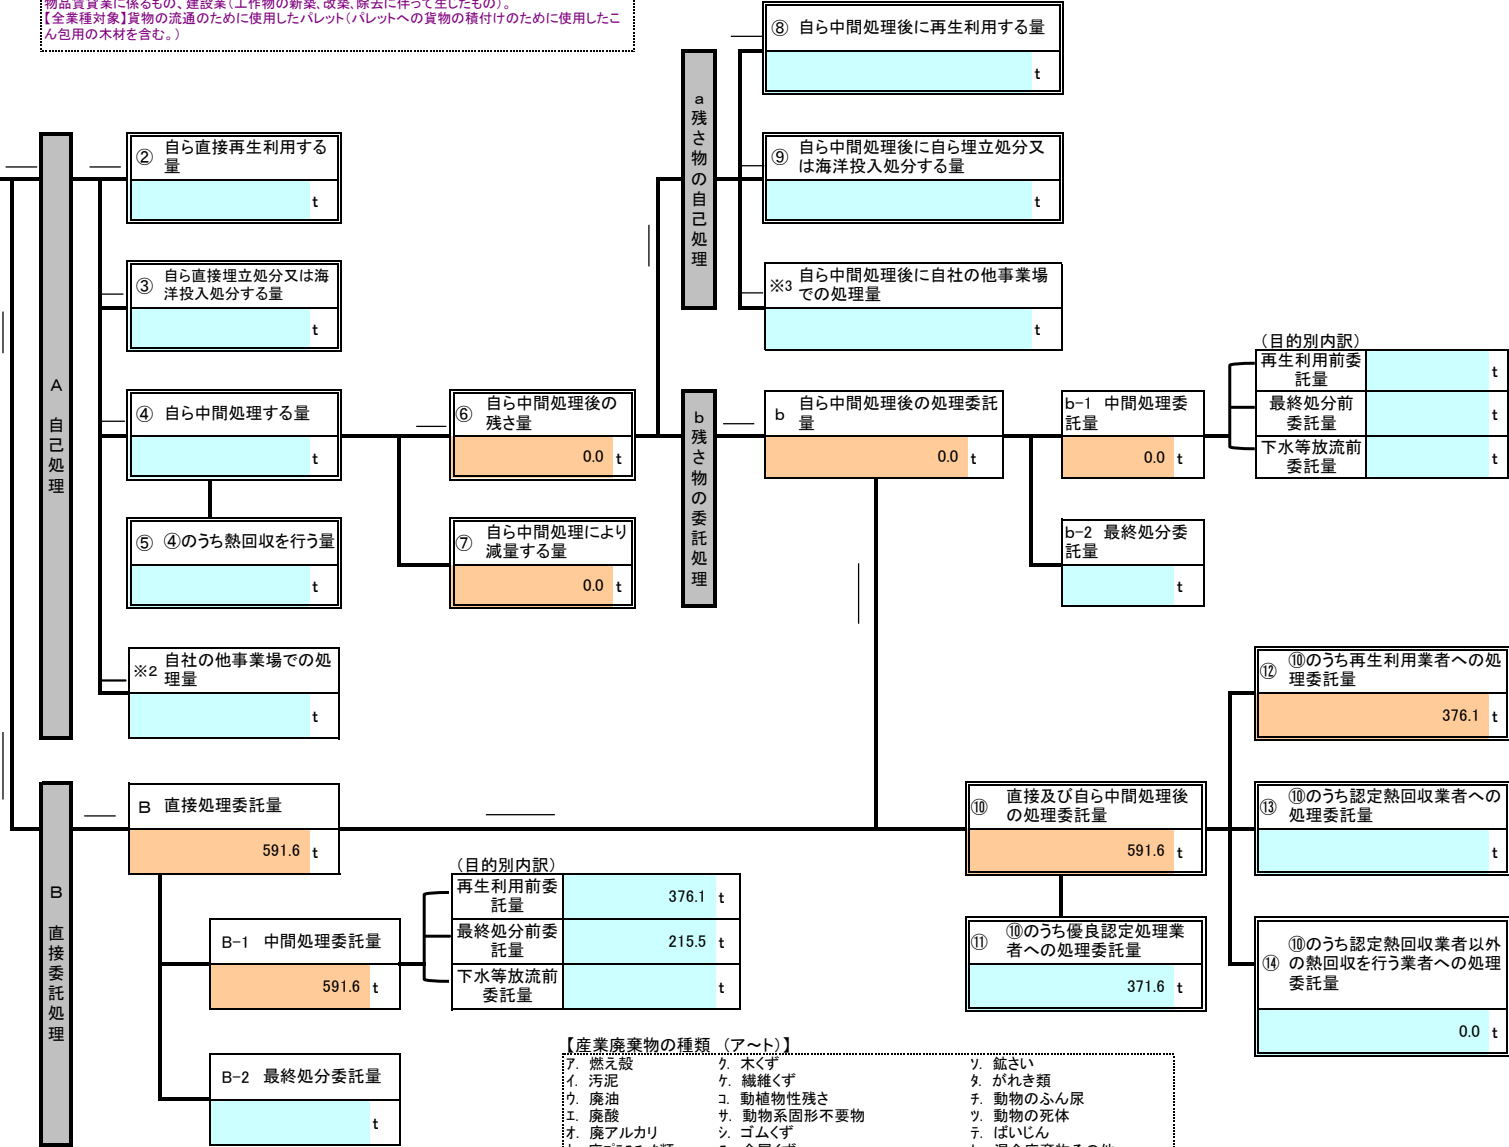 物品賃貸業に係るもの、建設業(工作物の新築、改築、除去に伴って生じたもの)。
【全業種対象】貨物の流通のために使用したパレット(パレットへの貨物の積付けのために使用したこ
ん包用の木材を含む。)
⑧ 自ら中間処理後に再生利用する量
t
a 残さ物の自己処理
② 自ら直接再生利用する
量
t
⑨ 自ら中間処理後に自ら埋立処分又
は海洋投入処分する量
t
③ 自ら直接埋立処分又は海
洋投入処分する量
t
※3 自ら中間処理後に自社の他事業場
での処理量
t
A 自己処理
④ 自ら中間処理する量
t
⑥ 自ら中間処理後の
残さ量
0.0 t
b 残さ物の委託処理
b 自ら中間処理後の処理委託
量
0.0 t
b-1 中間処理委
託量
0.0 t
(目的別内訳)
再生利用前委
託量
t
最終処分前
委託量
t
下水等放流前
委託量
t
⑤ ④のうち熱回収を行う量
t
⑦ 自ら中間処理により
減量する量
0.0 t
b-2 最終処分委
託量
t
※2 自社の他事業場での処
理量
t
⑫ ⑩のうち再生利用業者への処
理委託量
376.1 t
B 直接委託処理
B 直接処理委託量
591.6 t
⑩ 直接及び自ら中間処理後
の処理委託量
591.6 t
⑬ ⑩のうち認定熱回収業者への
処理委託量
t
(目的別内訳)
再生利用前委
託量
376.1 t
最終処分前委
託量
215.5 t
下水等放流前
委託量
t
B-1 中間処理委託量
591.6 t
⑪ ⑩のうち優良認定処理業
者への処理委託量
371.6 t
⑭ ⑩のうち認定熱回収業者以外
の熱回収を行う業者への処理
委託量
0.0 t
B-2 最終処分委託量
t
【産業廃棄物の種類 (ア~ト)】
ア. 燃え殻 ク. 木くず ソ. 鉱さい
イ. 汚泥 ケ. 繊維くず タ. がれき類
ウ. 廃油 コ. 動植物性残さ チ. 動物のふん尿
エ. 廃酸 サ. 動物系固形不要物 ツ. 動物の死体
オ. 廃アルカリ シ. ゴムくず テ. ばいじん